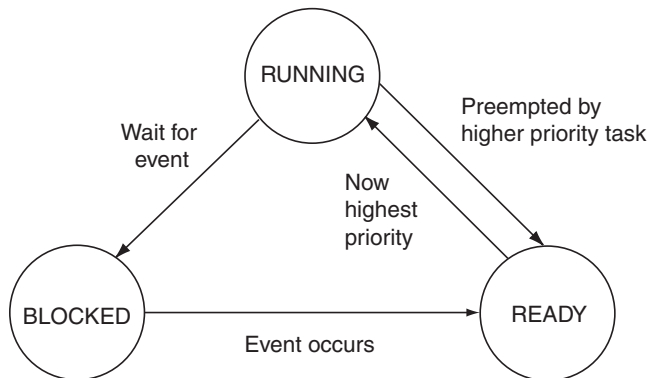 RUNNING
Wait for
event
Preempted by
higher priority task
Now
highest
priority
BLOCKED
READY
Event occurs